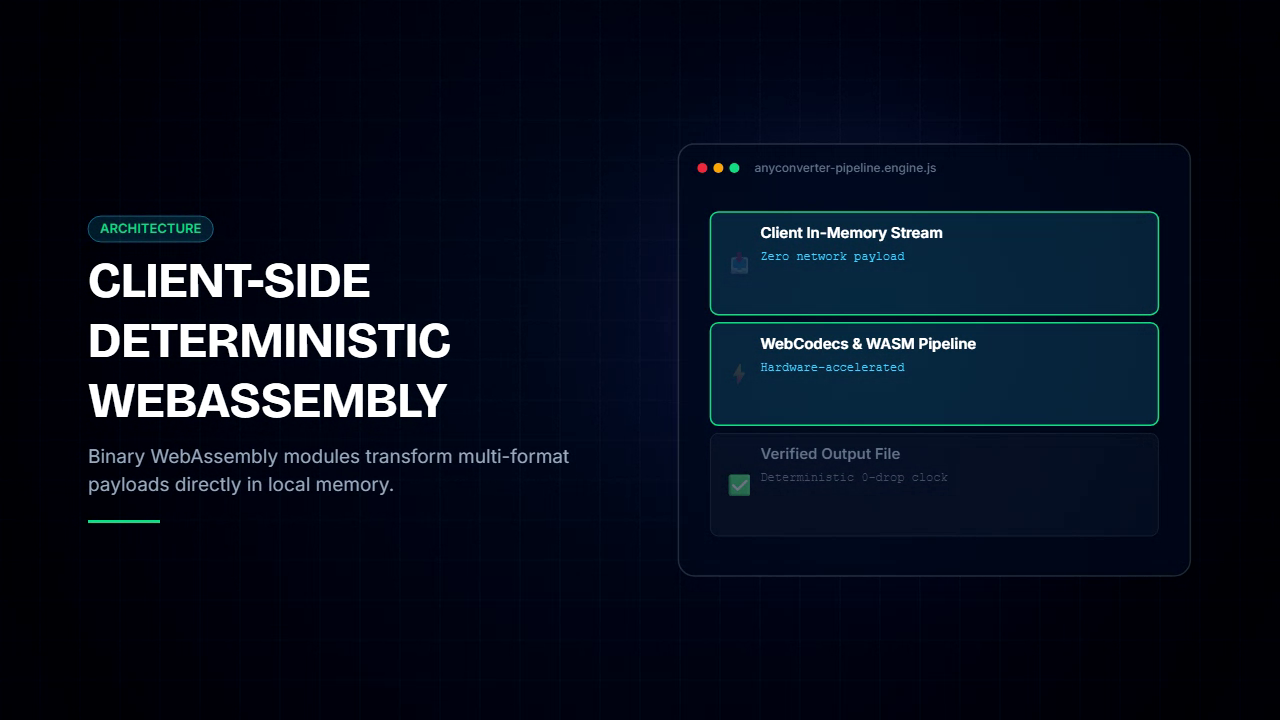 ARCHITECTURE
CLIENT-SIDE
DETERMINISTIC
WEBASSEMBLY
Binary WebAssembly modules transform multi-format
payloads directly in local memory.
anyconverter-pipeline.engine.js
Client In-Memory Stream
Zero network payload
WebCodecs & WASM Pipeline
Hardware-accelerated
Verified Output File
Deterministic 0-drop clock